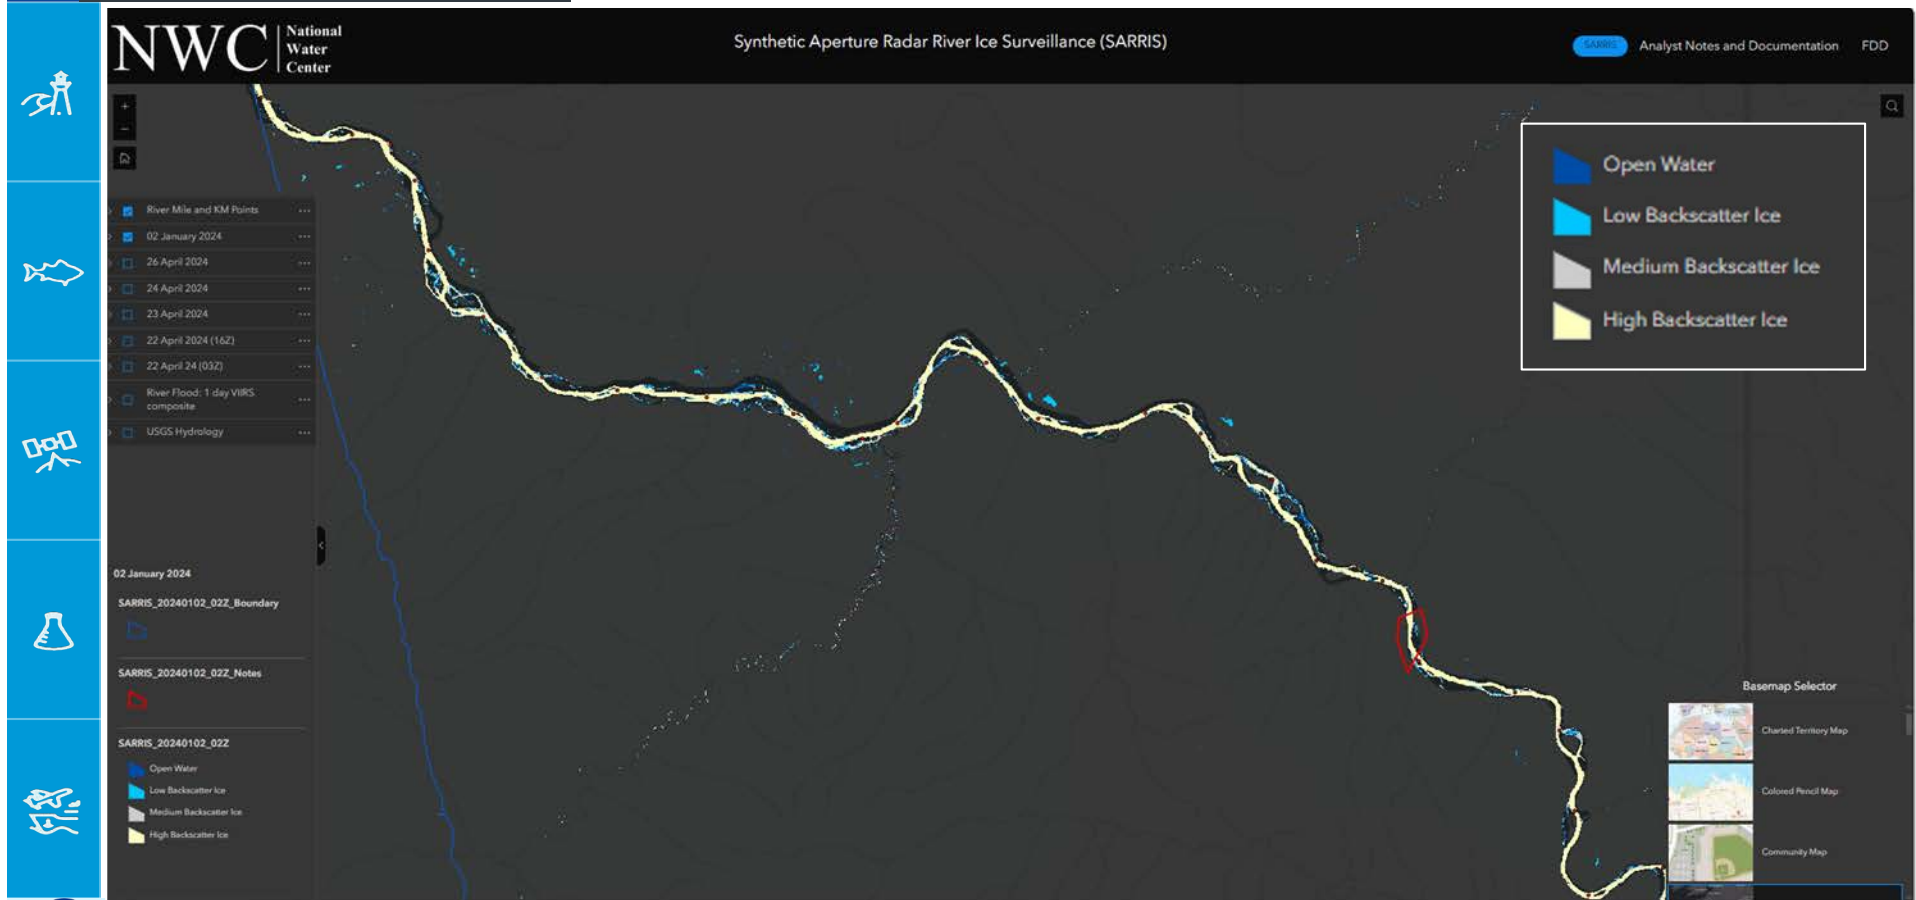 NWC
National
Water
Center
Synthetic Aperture Radar River Ice Surveillance (SARRIS)
SARRIS
Analyst Notes and Documentation
FDD
+
−
River Mile and KM Points
02 January 2024
26 April 2024
24 April 2024
23 April 2024
22 April 2024 (16Z)
22 April 24 (03Z)
River Flood: 1 day VIIRS
composite
USGS Hydrology
Open Water
Low Backscatter Ice
Medium Backscatter Ice
High Backscatter Ice
02 January 2024
SARRIS_20240102_02Z_Boundary
SARRIS_20240102_02Z_Notes
SARRIS_20240102_02Z
Open Water
Low Backscatter Ice
Medium Backscatter Ice
High Backscatter Ice
Basemap Selector
Charted Territory Map
Colored Pencil Map
Community Map